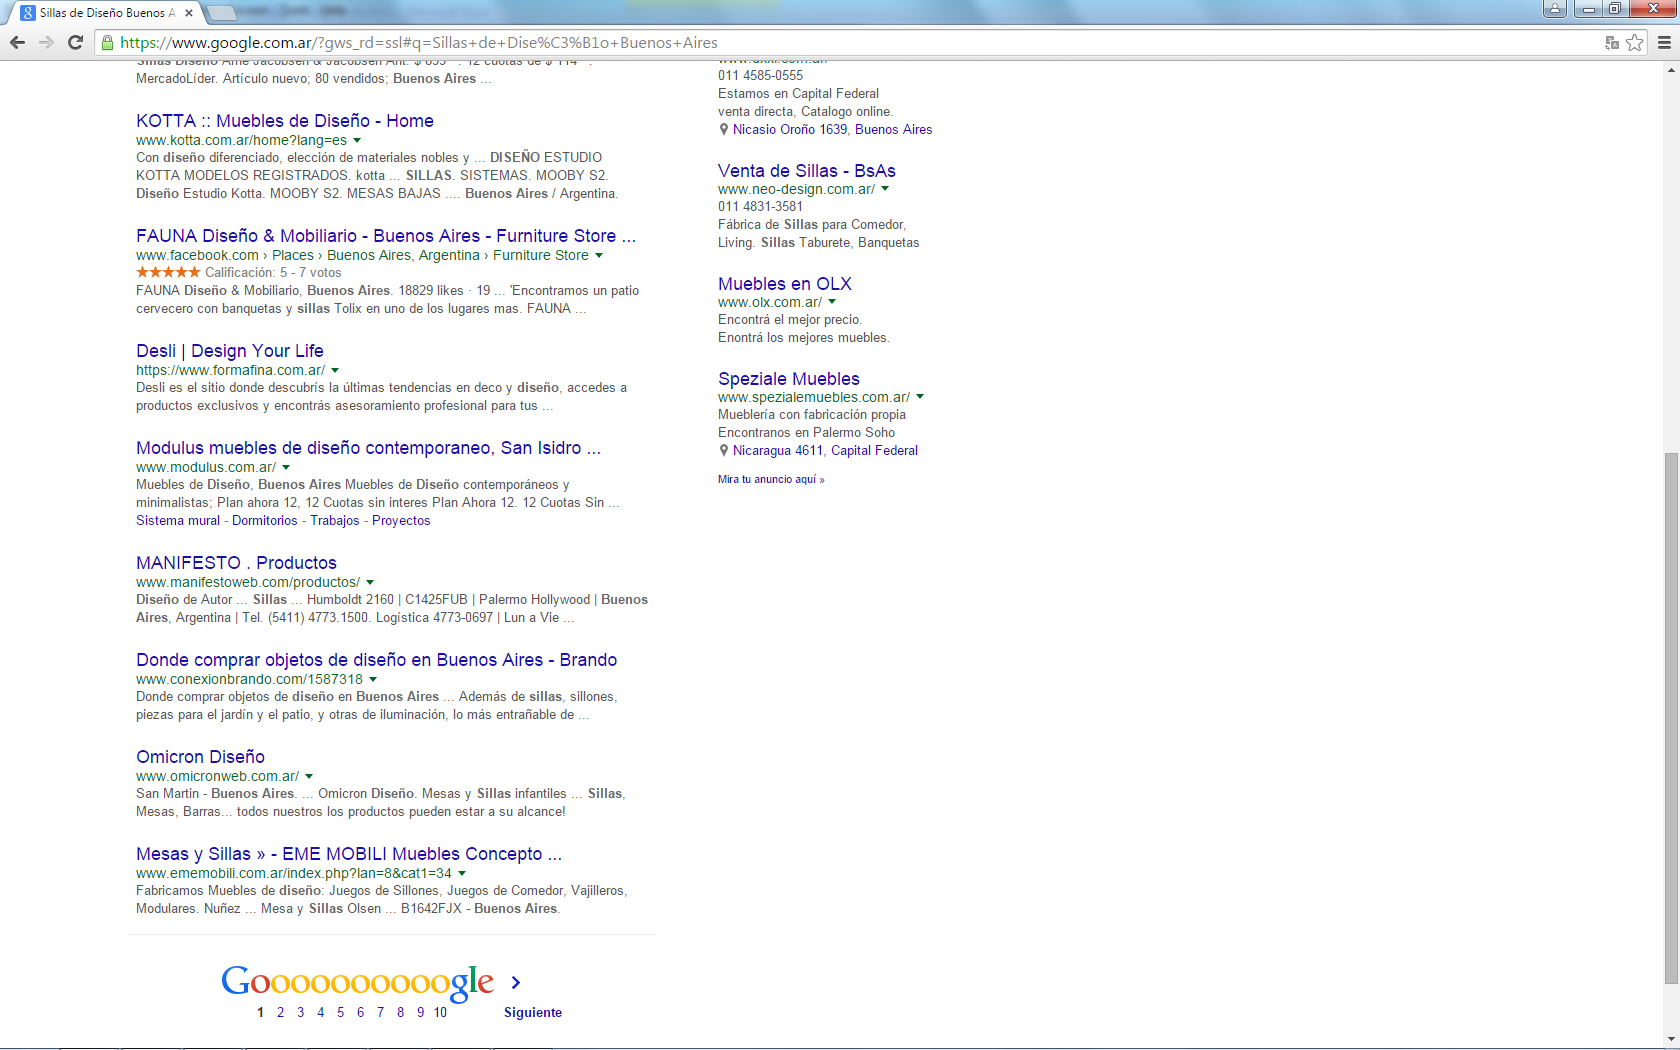 Sillas de Diseño Buenos A
https://www.google.com.ar/?gws_rd=ssl#q=Sillas+de+Dise%C3%B1o+Buenos+Aires
Sillas Diseño Arne Jacobsen & Jacobsen Ant. $ 699
12 cuotas de $ 114
MercadoLíder. Artículo nuevo; 80 vendidos; Buenos Aires ...
KOTTA :: Muebles de Diseño - Home
www.kotta.com.ar/home?lang=es
Con diseño diferenciado, elección de materiales nobles y ... DISEÑO ESTUDIO
KOTTA MODELOS REGISTRADOS. kotta ... SILLAS. SISTEMAS. MOOBY S2.
Diseño Estudio Kotta. MOOBY S2. MESAS BAJAS .... Buenos Aires / Argentina.
FAUNA Diseño & Mobiliario - Buenos Aires - Furniture Store ...
www.facebook.com › Places › Buenos Aires, Argentina › Furniture Store
Calificación: 5 - 7 votos
FAUNA Diseño & Mobiliario, Buenos Aires. 18829 likes · 19 ... 'Encontramos un patio
cervecero con banquetas y sillas Tolix en uno de los lugares mas. FAUNA ...
Desli | Design Your Life
https://www.formafina.com.ar/
Desli es el sitio donde descubrís la últimas tendencias en deco y diseño, accedes a
productos exclusivos y encontrás asesoramiento profesional para tus ...
Modulus muebles de diseño contemporaneo, San Isidro ...
www.modulus.com.ar/
Muebles de Diseño, Buenos Aires Muebles de Diseño contemporáneos y
minimalistas; Plan ahora 12, 12 Cuotas sin interes Plan Ahora 12. 12 Cuotas Sin ...
Sistema mural - Dormitorios - Trabajos - Proyectos
MANIFESTO . Productos
www.manifestoweb.com/productos/
Diseño de Autor ... Sillas ... Humboldt 2160 | C1425FUB | Palermo Hollywood | Buenos
Aires, Argentina | Tel. (5411) 4773.1500. Logística 4773-0697 | Lun a Vie ...
Donde comprar objetos de diseño en Buenos Aires - Brando
www.conexionbrando.com/1587318
Donde comprar objetos de diseño en Buenos Aires ... Además de sillas, sillones,
piezas para el jardín y el patio, y otras de iluminación, lo más entrañable de ...
Omicron Diseño
www.omicronweb.com.ar/
San Martin - Buenos Aires. ... Omicron Diseño. Mesas y Sillas infantiles ... Sillas,
Mesas, Barras... todos nuestros los productos pueden estar a su alcance!
Mesas y Sillas » - EME MOBILI Muebles Concepto ...
www.ememobili.com.ar/index.php?lan=8&cat1=34
Fabricamos Muebles de diseño: Juegos de Sillones, Juegos de Comedor, Vajilleros,
Modulares. Nuñez ... Mesa y Sillas Olsen ... B1642FJX - Buenos Aires.
Goooooooooogle
1 2 3 4 5 6 7 8 9 10 Siguiente
011 4585-0555
Estamos en Capital Federal
venta directa, Catalogo online.
Nicasio Oroño 1639, Buenos Aires
Venta de Sillas - BsAs
www.neo-design.com.ar/
011 4831-3581
Fábrica de Sillas para Comedor,
Living. Sillas Taburete, Banquetas
Muebles en OLX
www.olx.com.ar/
Encontrá el mejor precio.
Enontrá los mejores muebles.
Speziale Muebles
www.spezialemuebles.com.ar/
Mueblería con fabricación propia
Encontranos en Palermo Soho
Nicaragua 4611, Capital Federal
Mira tu anuncio aquí »